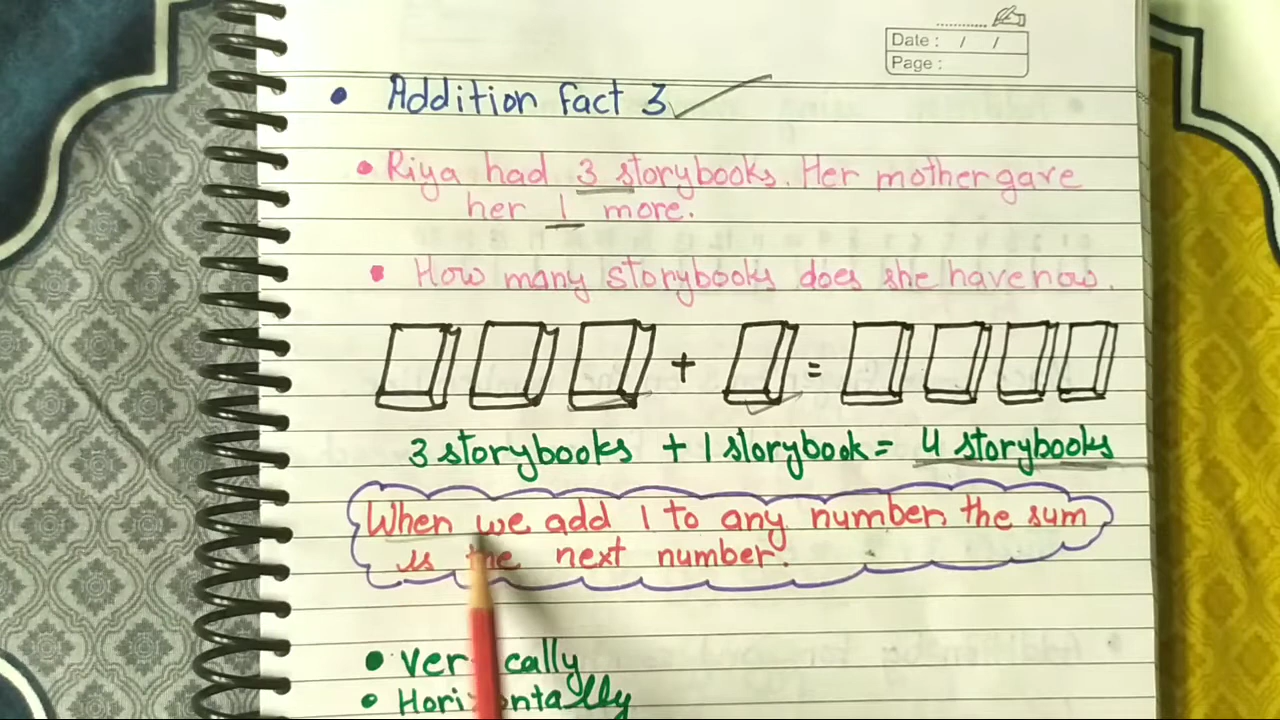 Date : / /
Page :
• Addition Fact 3
• Riya had 3 storybooks. Her mother gave
her 1 more.
• How many storybooks does she have now.
+ =
3 storybooks + 1 storybook = 4 storybooks
When we add 1 to any number, the sum
is the next number.
• Vertically
• Horizontally